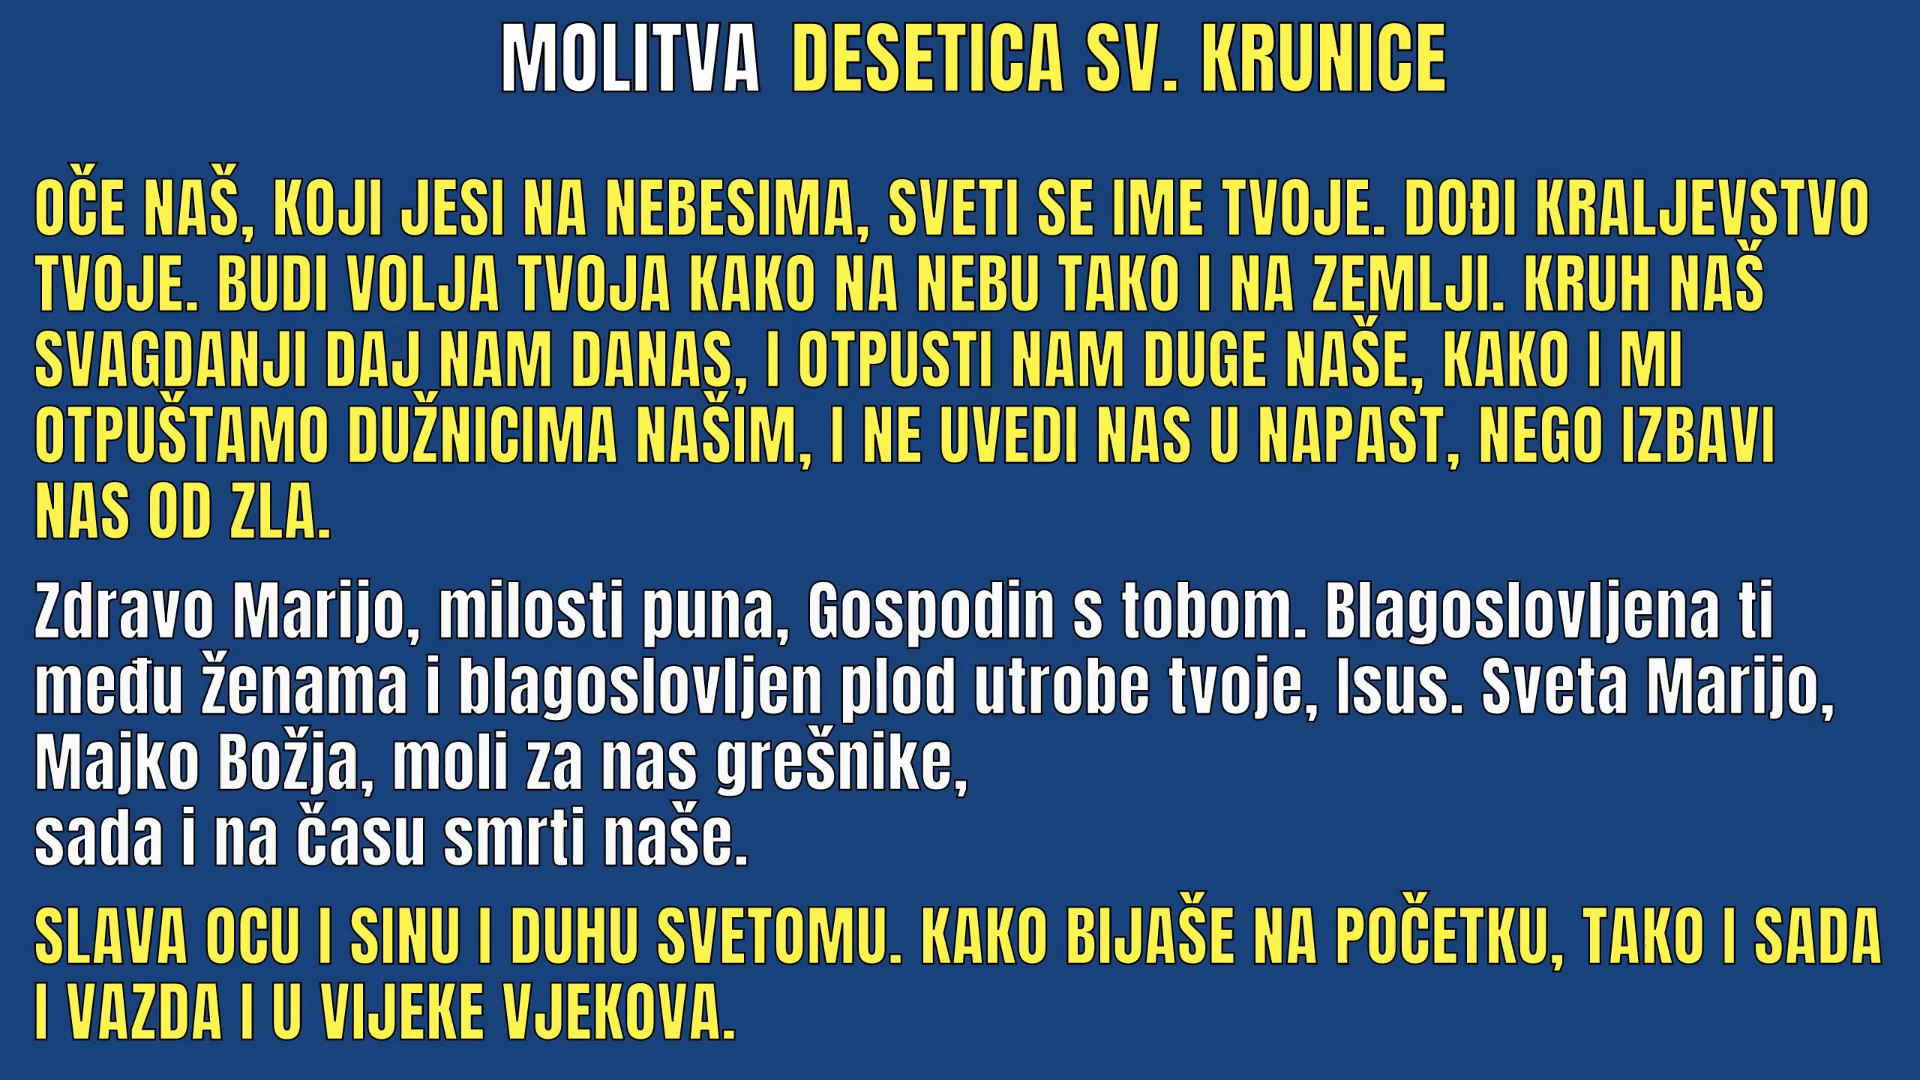 MOLITVA DESETICA SV. KRUNICE
OČE NAŠ, KOJI JESI NA NEBESIMA, SVETI SE IME TVOJE. DOĐI KRALJEVSTVO
TVOJE. BUDI VOLJA TVOJA KAKO NA NEBU TAKO I NA ZEMLJI. KRUH NAŠ
SVAGDANJI DAJ NAM DANAS, I OTPUSTI NAM DUGE NAŠE, KAKO I MI
OTPUŠTAMO DUŽNICIMA NAŠIM, I NE UVEDI NAS U NAPAST, NEGO IZBAVI
NAS OD ZLA.
Zdravo Marijo, milosti puna, Gospodin s tobom. Blagoslovljena ti
među ženama i blagoslovljen plod utrobe tvoje, Isus. Sveta Marijo,
Majko Božja, moli za nas grešnike,
sada i na času smrti naše.
SLAVA OCU I SINU I DUHU SVETOMU. KAKO BIJAŠE NA POČETKU, TAKO I SADA
I VAZDA I U VIJEKE VJEKOVA.